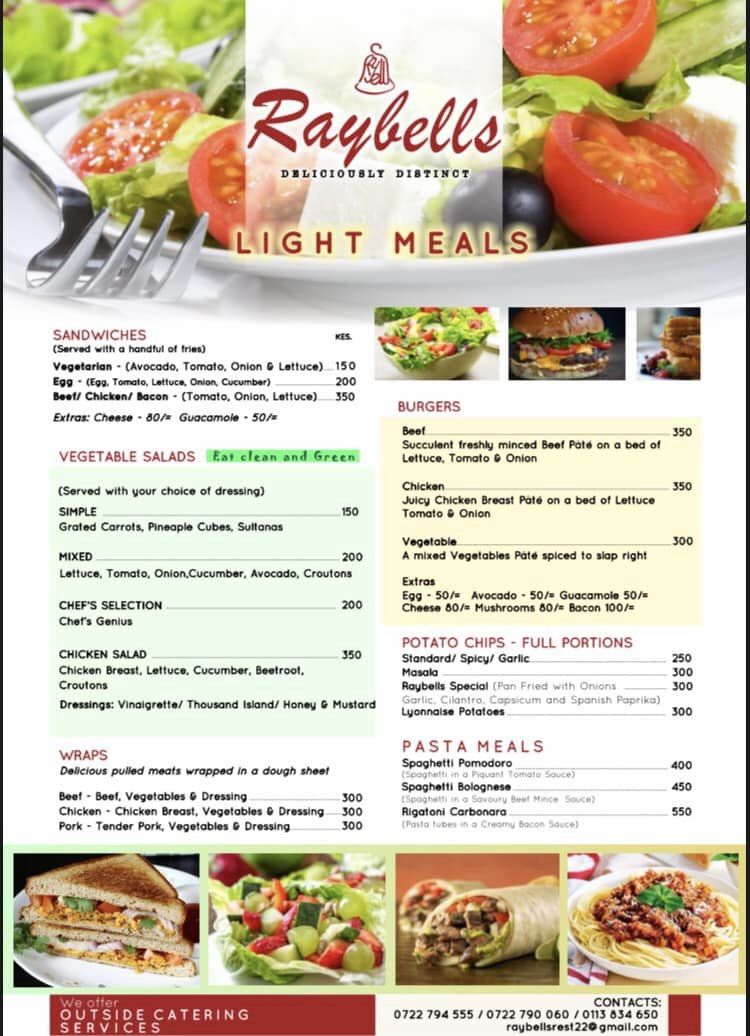 Raybells
DELICIOUSLY DISTINCT
LIGHT MEALS
SANDWICHES KES.
(Served with a handful of fries)
Vegetarian - (Avocado, Tomato, Onion & Lettuce) 150
Egg - (Egg, Tomato, Lettuce, Onion, Cucumber) 200
Beef/ Chicken/ Bacon - (Tomato, Onion, Lettuce) 350
Extras: Cheese - 80/= Guacamole - 50/=
VEGETABLE SALADS Eat clean and Green
(Served with your choice of dressing)
SIMPLE 150
Grated Carrots, Pineaple Cubes, Sultanas
MIXED 200
Lettuce, Tomato, Onion,Cucumber, Avocado, Croutons
CHEF'S SELECTION 200
Chef's Genius
CHICKEN SALAD 350
Chicken Breast, Lettuce, Cucumber, Beetroot,
Croutons
Dressings: Vinaigrette/ Thousand Island/ Honey & Mustard
WRAPS
Delicious pulled meats wrapped in a dough sheet
Beef - Beef, Vegetables & Dressing 300
Chicken - Chicken Breast, Vegetables & Dressing 300
Pork - Tender Pork, Vegetables & Dressing 300
BURGERS
Beef 350
Succulent freshly minced Beef Pâté on a bed of
Lettuce, Tomato & Onion
Chicken 350
Juicy Chicken Breast Pâté on a bed of Lettuce
Tomato & Onion
Vegetable 300
A mixed Vegetables Pâté spiced to slap right
Extras
Egg - 50/= Avocado - 50/= Guacamole 50/=
Cheese 80/= Mushrooms 80/= Bacon 100/=
POTATO CHIPS - FULL PORTIONS
Standard/ Spicy/ Garlic 250
Masala 300
Raybells Special (Pan Fried with Onions 300
Garlic, Cilantro, Capsicum and Spanish Paprika)
Lyonnaise Potatoes 300
PASTA MEALS
Spaghetti Pomodoro 400
(Spaghetti in a Piquant Tomato Sauce)
Spaghetti Bolognese 450
(Spaghetti in a Savoury Beef Mince Sauce)
Rigatoni Carbonara 550
(Pasta tubes in a Creamy Bacon Sauce)
We offer
OUTSIDE CATERING
SERVICES
CONTACTS:
0722 794 555 / 0722 790 060 / 0113 834 650
raybellsrest22@gmail.com